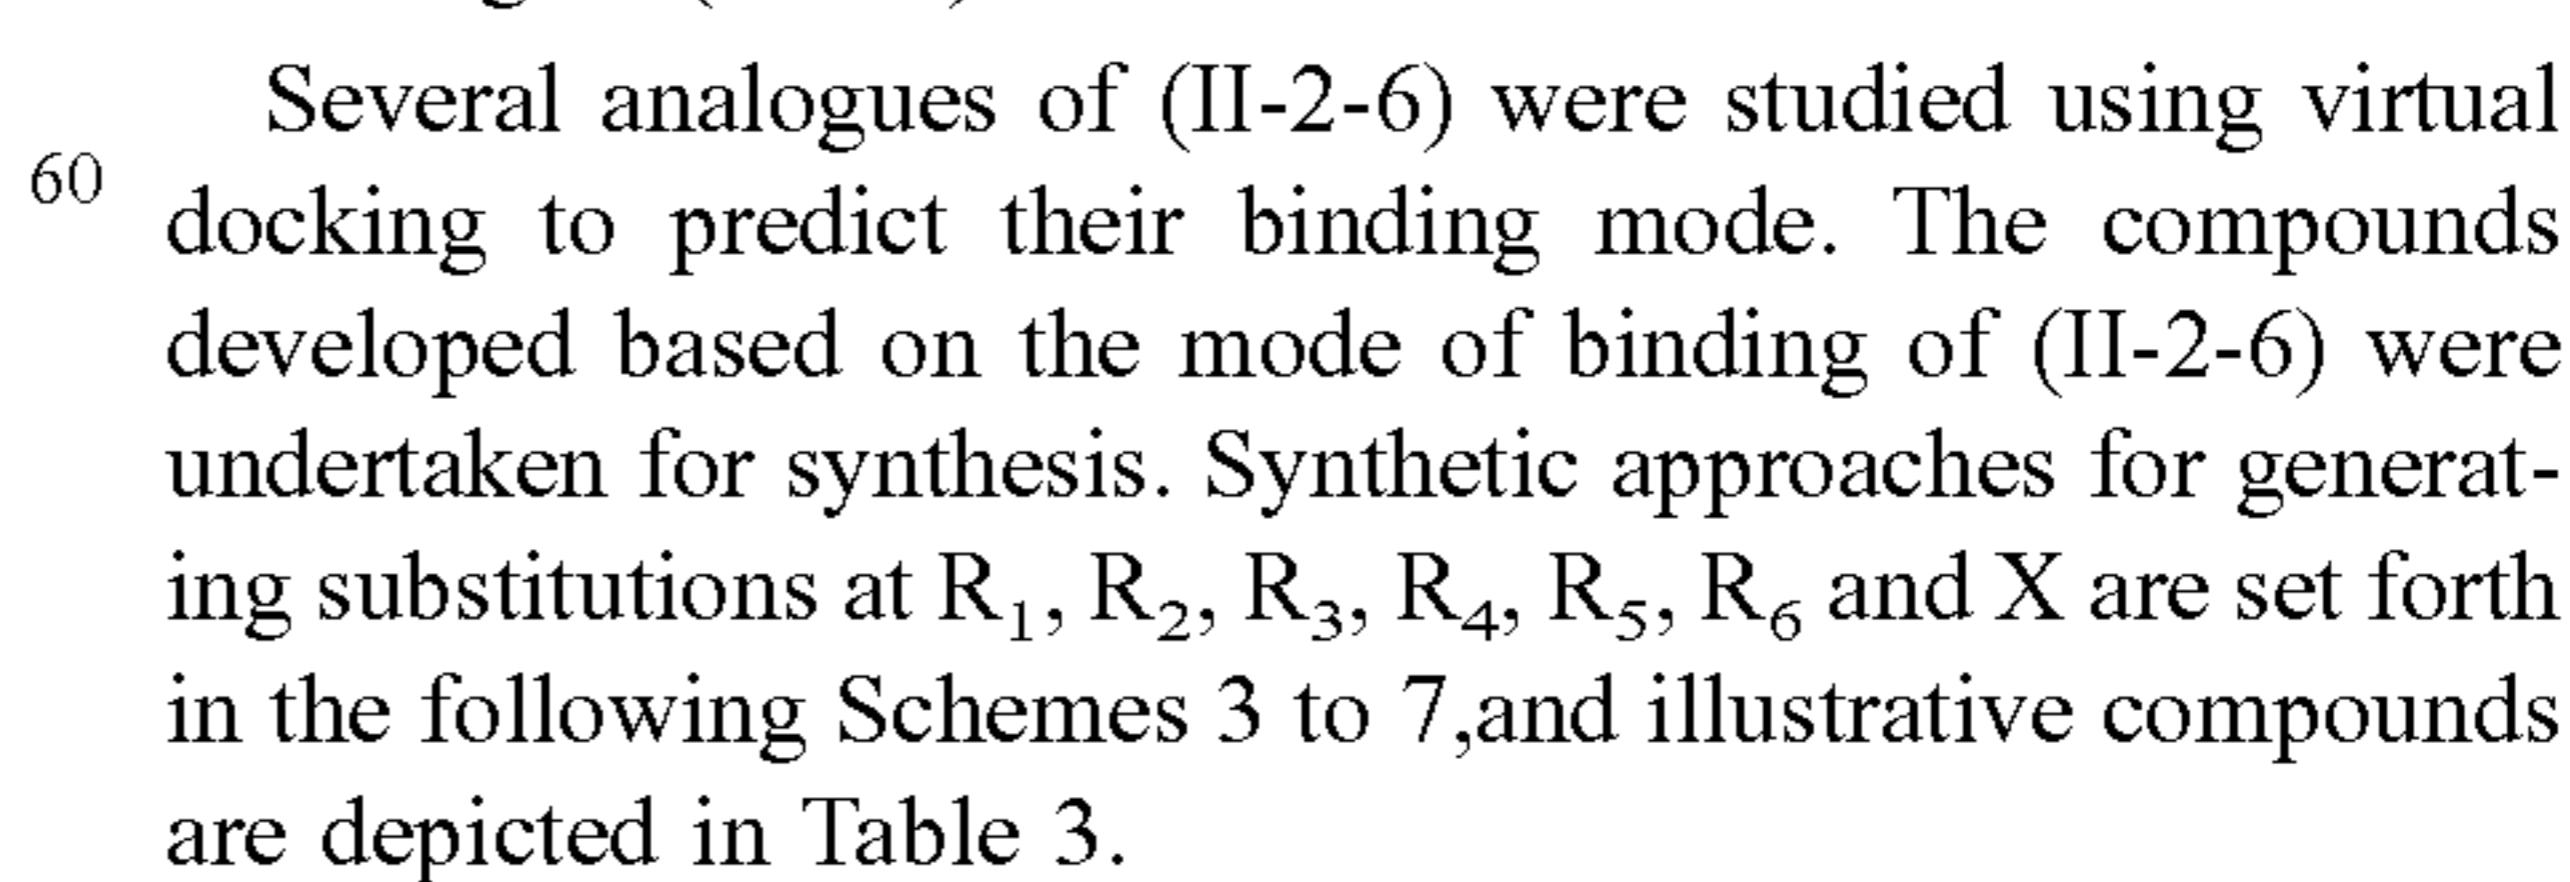 Several analogues of (II-2-6) were studied using virtual
60
docking to predict their binding mode. The compounds
developed based on the mode of binding of (II-2-6) were
undertaken for synthesis. Synthetic approaches for generat-
ing substitutions at R₁, R₂, R₃, R₄, R₅, R₆ and X are set forth
in the following Schemes 3 to 7,and illustrative compounds
are depicted in Table 3.